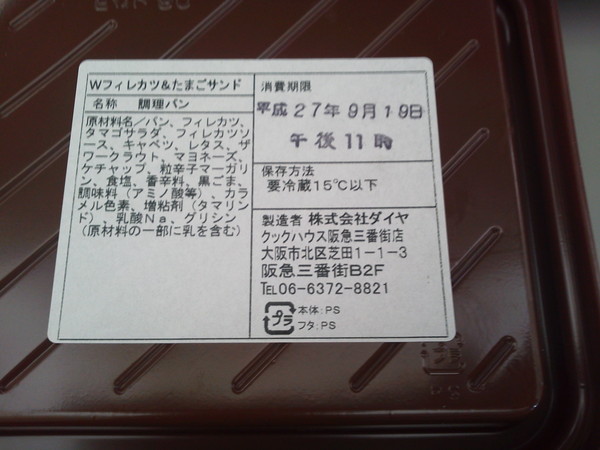 Wフィレカツ&たまごサンド
名称　調理パン
原材料名/パン、フィレカツ、
タマゴサラダ、フィレカツソ
ース、キャベツ、レタス、ザ
ワークラウト、マヨネーズ、
ケチャップ、粒辛子マーガリ
ン、食塩、香辛料、黒ごま、
調味料(アミノ酸等)、カラ
メル色素、増粘剤(タマリン
ド)、乳酸Na、グリシン
(原材料の一部に乳を含む)
消費期限
平成27年9月19日
午後11時
保存方法
要冷蔵15℃以下
製造者 株式会社ダイヤ
クックハウス阪急三番街店
大阪市北区芝田1-1-3
阪急三番街B2F
TEL06-6372-8821
プラ
本体:PS
フタ:PS